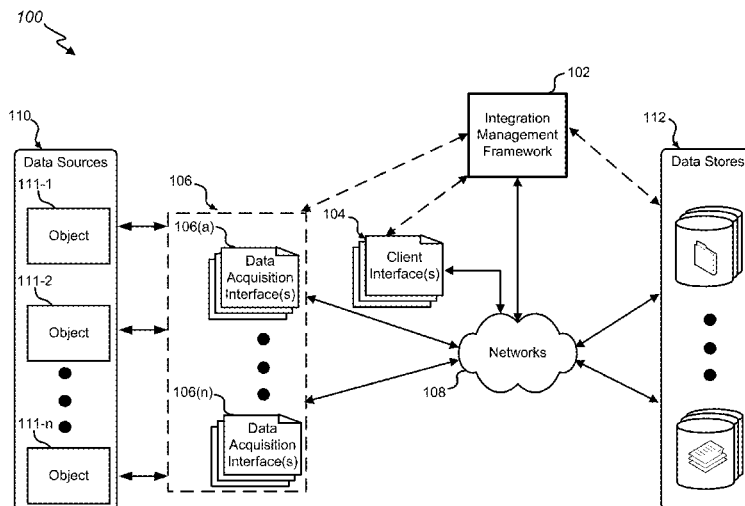 100
102
Integration
Management
Framework
110
Data Sources
112
Data Stores
111-1
Object
106
104
Client
Interface(s)
106(a)
Data
Acquisition
Interface(s)
111-2
Object
Networks
108
106(n)
Data
Acquisition
Interface(s)
111-n
Object